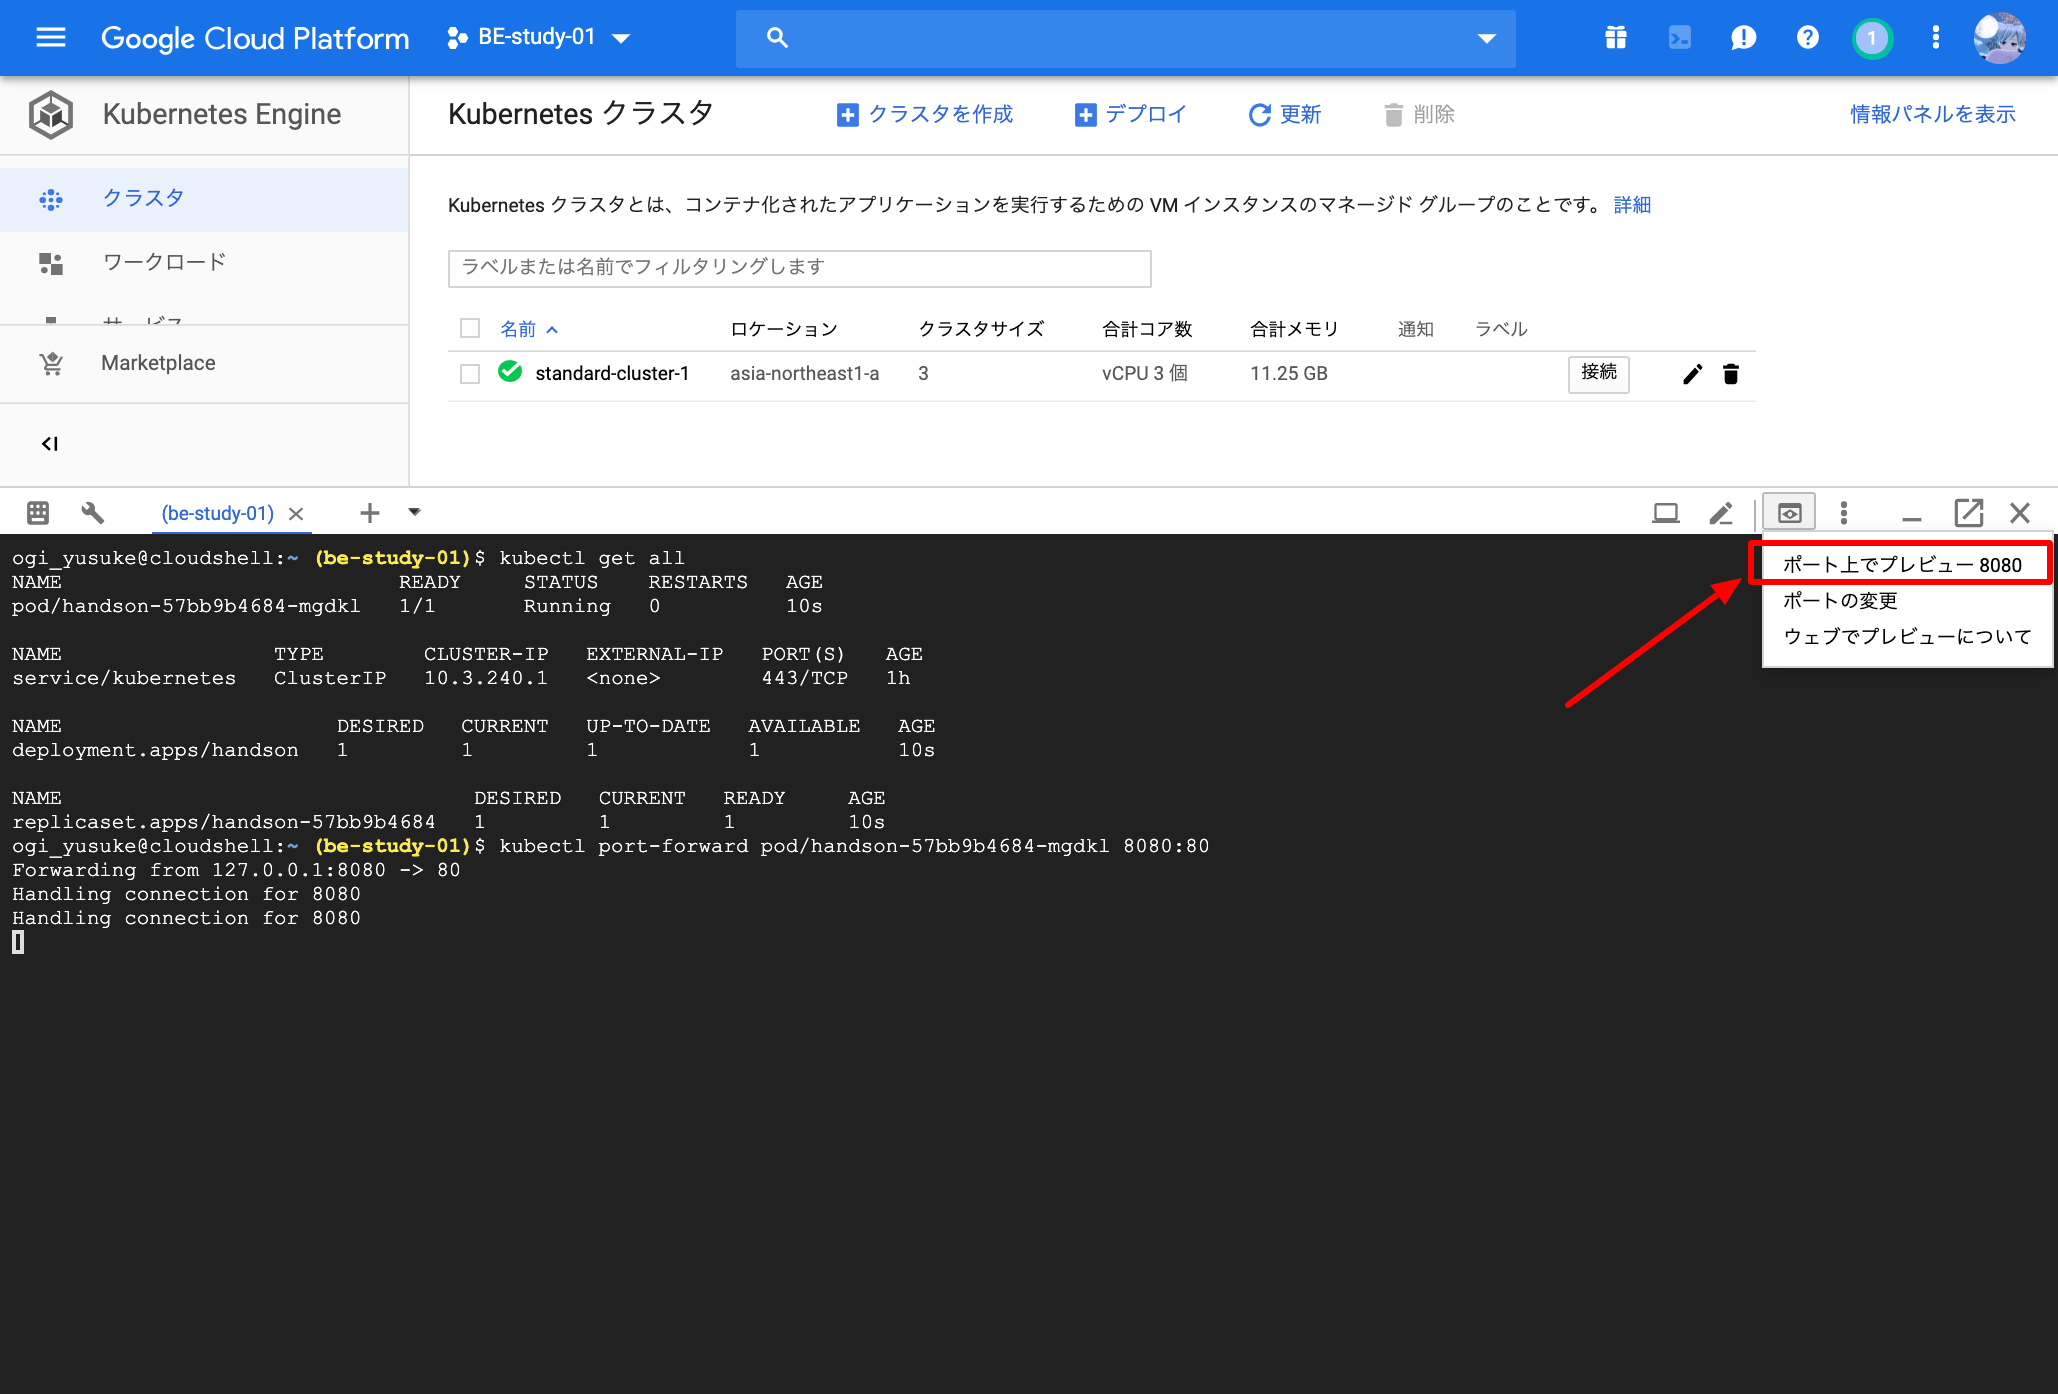 Google Cloud Platform
BE-study-01
1
Kubernetes Engine
Kubernetes クラスタ
クラスタを作成
デプロイ
更新
削除
情報パネルを表示
クラスタ
ワークロード
サービス
Marketplace
Kubernetes クラスタとは、コンテナ化されたアプリケーションを実行するための VM インスタンスのマネージド グループのことです。 詳細
ラベルまたは名前でフィルタリングします
名前 ロケーション クラスタサイズ 合計コア数 合計メモリ 通知 ラベル
standard-cluster-1 asia-northeast1-a 3 vCPU 3 個 11.25 GB 接続
(be-study-01)
ポート上でプレビュー 8080
ポートの変更
ウェブでプレビューについて
ogi_yusuke@cloudshell:~ (be-study-01)$ kubectl get all
NAME READY STATUS RESTARTS AGE
pod/handson-57bb9b4684-mgdkl 1/1 Running 0 10s
NAME TYPE CLUSTER-IP EXTERNAL-IP PORT(S) AGE
service/kubernetes ClusterIP 10.3.240.1 <none> 443/TCP 1h
NAME DESIRED CURRENT UP-TO-DATE AVAILABLE AGE
deployment.apps/handson 1 1 1 1 10s
NAME DESIRED CURRENT READY AGE
replicaset.apps/handson-57bb9b4684 1 1 1 10s
ogi_yusuke@cloudshell:~ (be-study-01)$ kubectl port-forward pod/handson-57bb9b4684-mgdkl 8080:80
Forwarding from 127.0.0.1:8080 -> 80
Handling connection for 8080
Handling connection for 8080